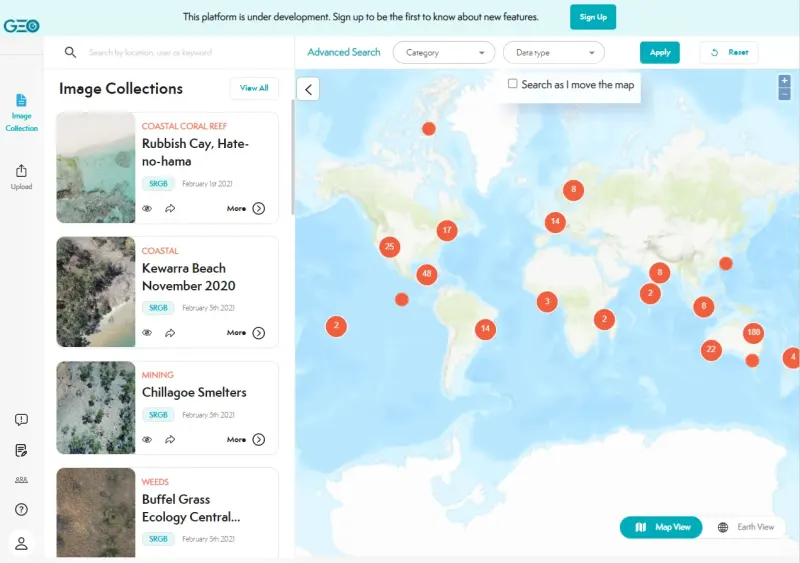 This platform is under development. Sign up to be the first to know about new features.
Sign Up
GEO
Search by location, user or keyword
Advanced Search
Category
Data type
Apply
Reset
Image Collections
View All
Search as I move the map
+
−
Image
Collection
Upload
COASTAL CORAL REEF
Rubbish Cay, Hate-
no-hama
SRGB
February 1st 2021
More
COASTAL
Kewarra Beach
November 2020
SRGB
February 5th 2021
More
MINING
Chillagoe Smelters
SRGB
February 5th 2021
More
WEEDS
Buffel Grass
Ecology Central...
SRGB
February 5th 2021
8
14
17
25
48
8
2
3
8
2
2
14
188
22
4
Map View
Earth View